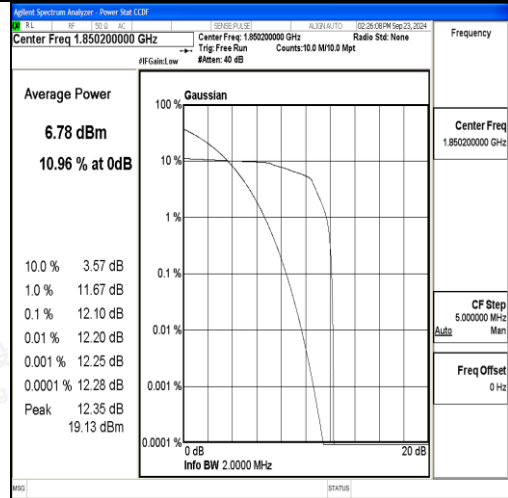 Agilent Spectrum Analyzer - Power Stat CCDF
RL RF 50 Ω AC SENSE:PULSE ALIGN AUTO 02:26:08 PM Sep 23, 2024
Center Freq 1.850200000 GHz
Center Freq: 1.850200000 GHz
Radio Std: None
Trig: Free Run
Counts:10.0 M/10.0 Mpt
#IFGain:Low
#Atten: 40 dB
Frequency
Average Power
6.78 dBm
10.96 % at 0dB
10.0 % 3.57 dB
1.0 % 11.67 dB
0.1 % 12.10 dB
0.01 % 12.20 dB
0.001 % 12.25 dB
0.0001 % 12.28 dB
Peak 12.35 dB
19.13 dBm
Gaussian
100 %
10 %
1 %
0.1 %
0.01 %
0.001 %
0.0001 %
0 dB 20 dB
Info BW 2.0000 MHz
Center Freq
1.850200000 GHz
CF Step
5.000000 MHz
Auto Man
Freq Offset
0 Hz
MSG STATUS